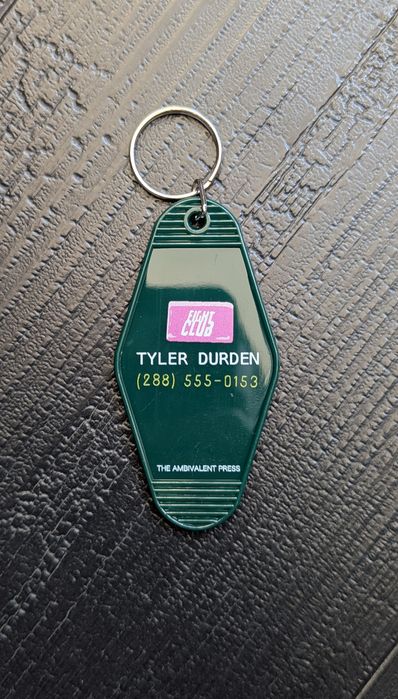 FIGHT
CLUB
TYLER DURDEN
(288) 555-0153
THE AMBIVALENT PRESS